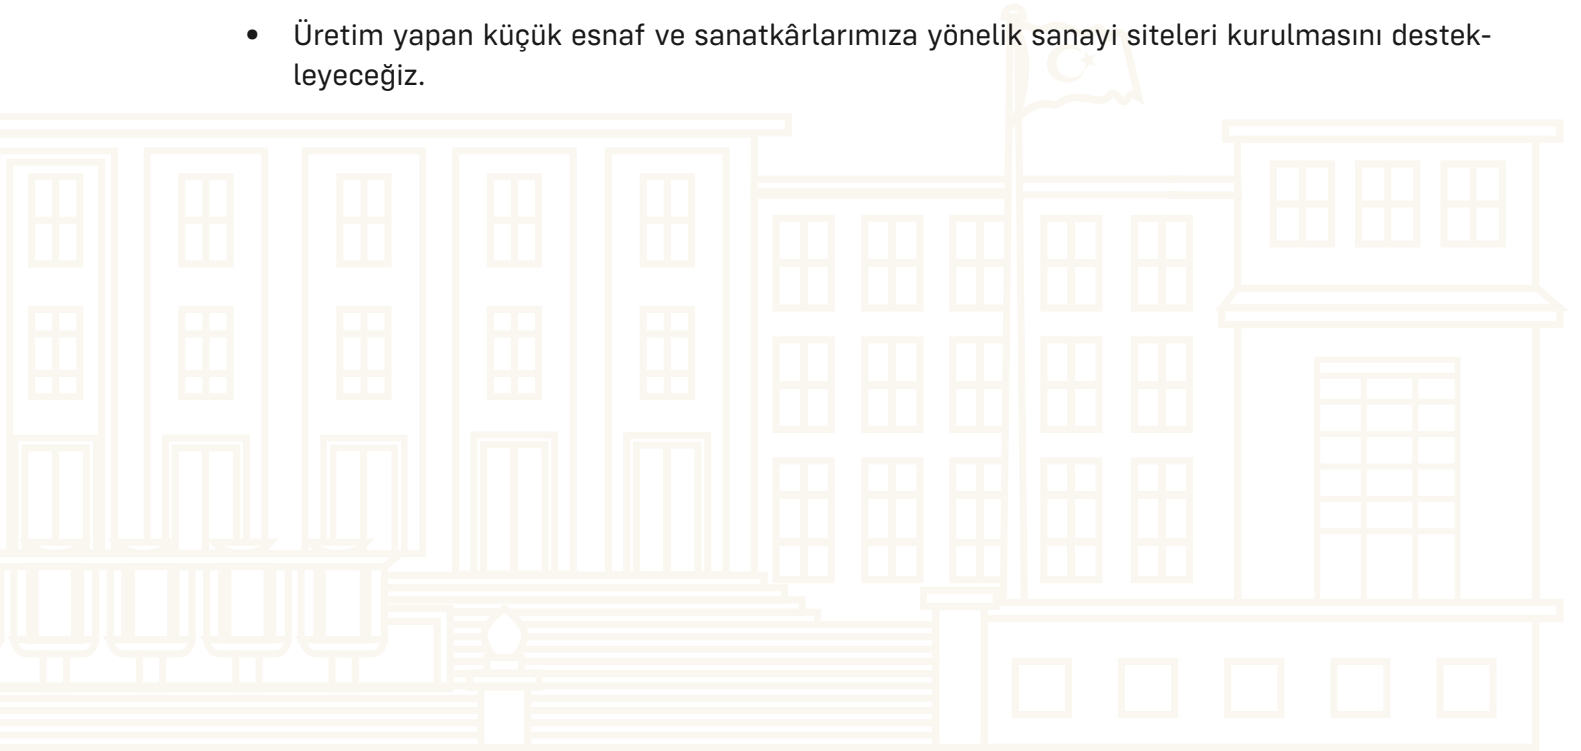 • Üretim yapan küçük esnaf ve sanatkârlarımıza yönelik sanayi siteleri kurulmasını destek-
leyeceğiz.